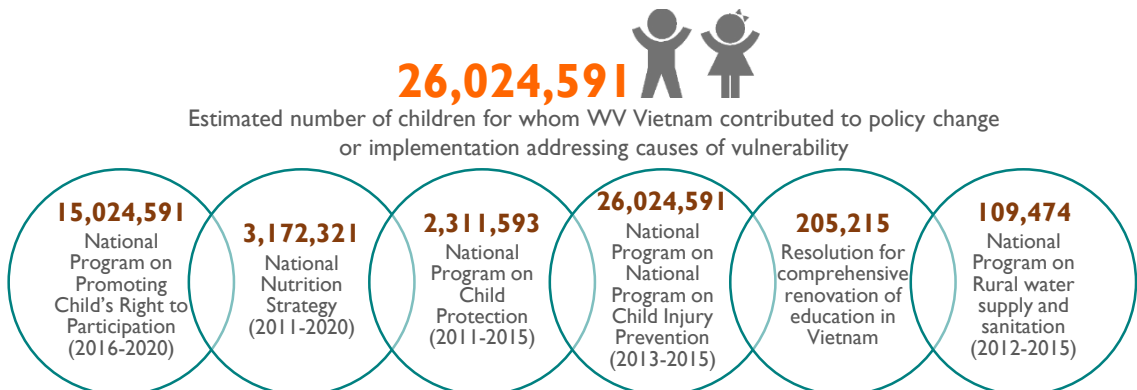 26,024,591
Estimated number of children for whom WV Vietnam contributed to policy change
or implementation addressing causes of vulnerability
15,024,591
National
Program on
Promoting
Child's Right to
Participation
(2016-2020)
3,172,321
National
Nutrition
Strategy
(2011-2020)
2,311,593
National
Program on
Child
Protection
(2011-2015)
26,024,591
National
Program on
National
Program on
Child Injury
Prevention
(2013-2015)
205,215
Resolution for
comprehensive
renovation of
education in
Vietnam
109,474
National
Program on
Rural water
supply and
sanitation
(2012-2015)